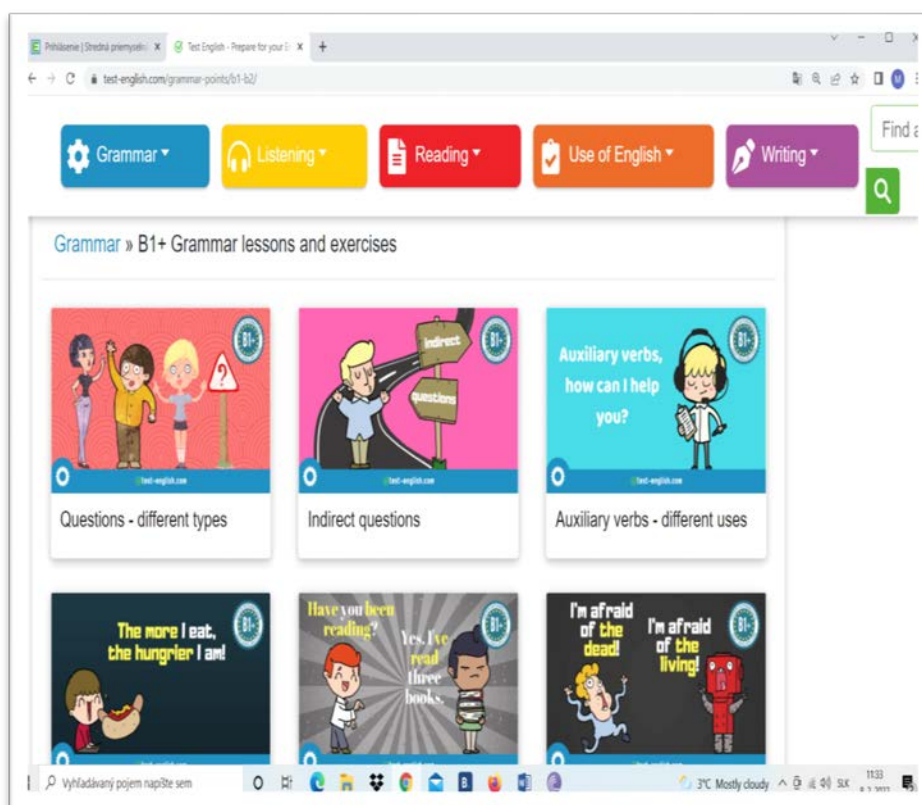 Prihlásenie | Stredná priemyseln
Test English - Prepare for your En
test-english.com/grammar-points/b1-b2/
Grammar
Listening
Reading
Use of English
Writing
Find a
Grammar » B1+ Grammar lessons and exercises
B1+
indirect
questions
test-english.com
B1+
Auxiliary verbs,
how can I help
you?
test-english.com
B1+
test-english.com
Questions - different types
Indirect questions
Auxiliary verbs - different uses
The more I eat,
the hungrier I am!
B1+
Have you been
reading?
Yes, I've
read
three
books.
B1+
I'm afraid
of the
dead!
I'm afraid
of the
living!
B1+
Vyhľadávaný pojem napíšte sem
3°C Mostly cloudy
SLK
11:33